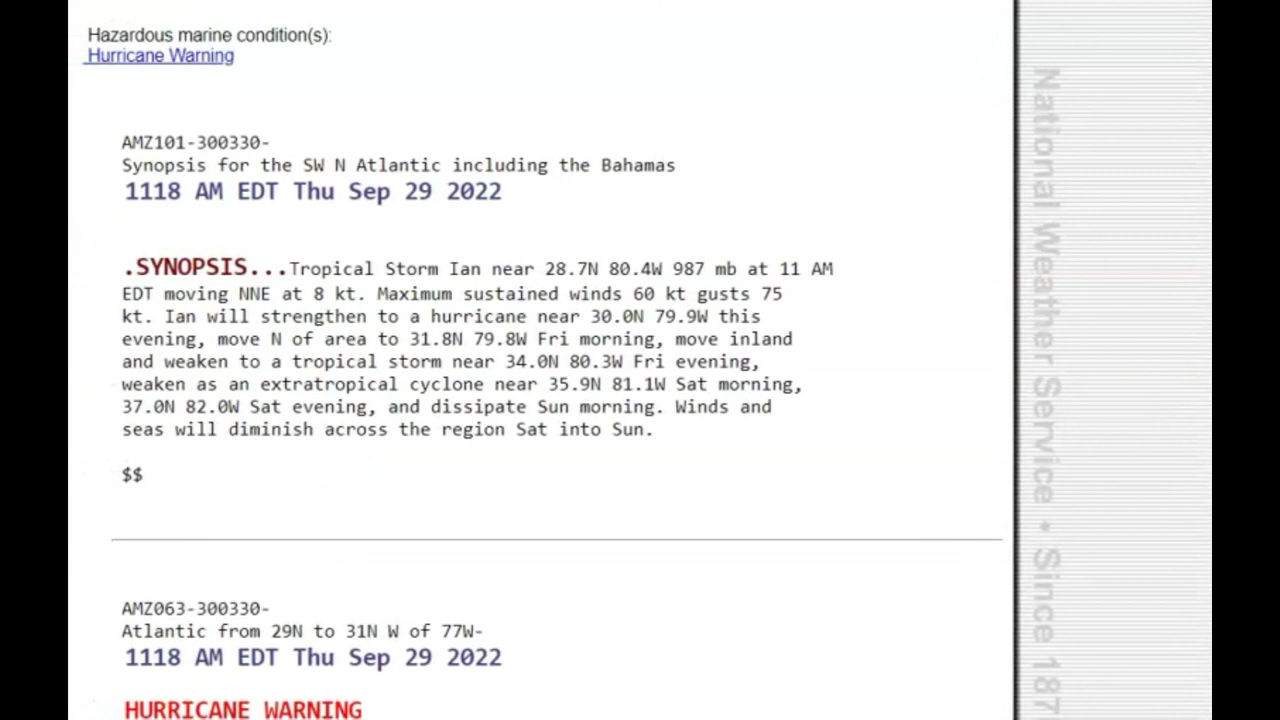 Hazardous marine condition(s):
Hurricane Warning
AMZ101-300330-
Synopsis for the SW N Atlantic including the Bahamas
1118 AM EDT Thu Sep 29 2022
.SYNOPSIS...Tropical Storm Ian near 28.7N 80.4W 987 mb at 11 AM
EDT moving NNE at 8 kt. Maximum sustained winds 60 kt gusts 75
kt. Ian will strengthen to a hurricane near 30.0N 79.9W this
evening, move N of area to 31.8N 79.8W Fri morning, move inland
and weaken to a tropical storm near 34.0N 80.3W Fri evening,
weaken as an extratropical cyclone near 35.9N 81.1W Sat morning,
37.0N 82.0W Sat evening, and dissipate Sun morning. Winds and
seas will diminish across the region Sat into Sun.
$$
AMZ063-300330-
Atlantic from 29N to 31N W of 77W-
1118 AM EDT Thu Sep 29 2022
HURRICANE WARNING
National Weather Service • Since 187